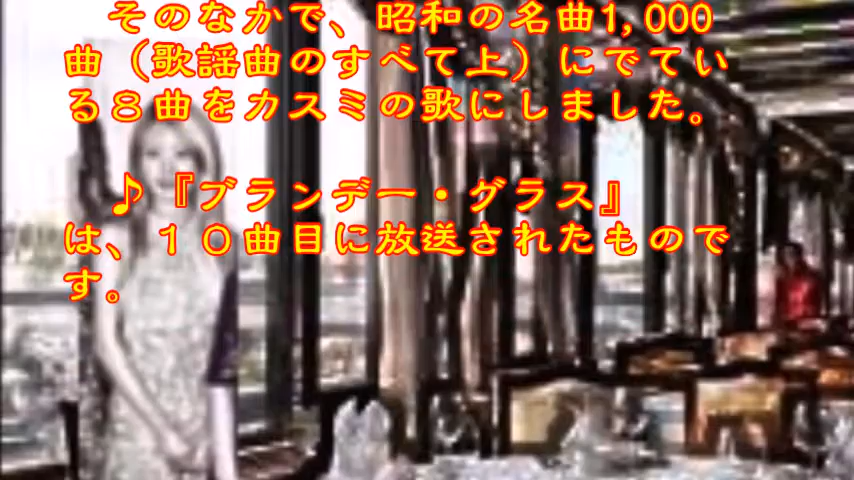 そのなかで、昭和の名曲1,000
曲（歌謡曲のすべて上）にでてい
る８曲をカスミの歌にしました。
♪『ブランデー・グラス』
は、１０曲目に放送されたもので
す。